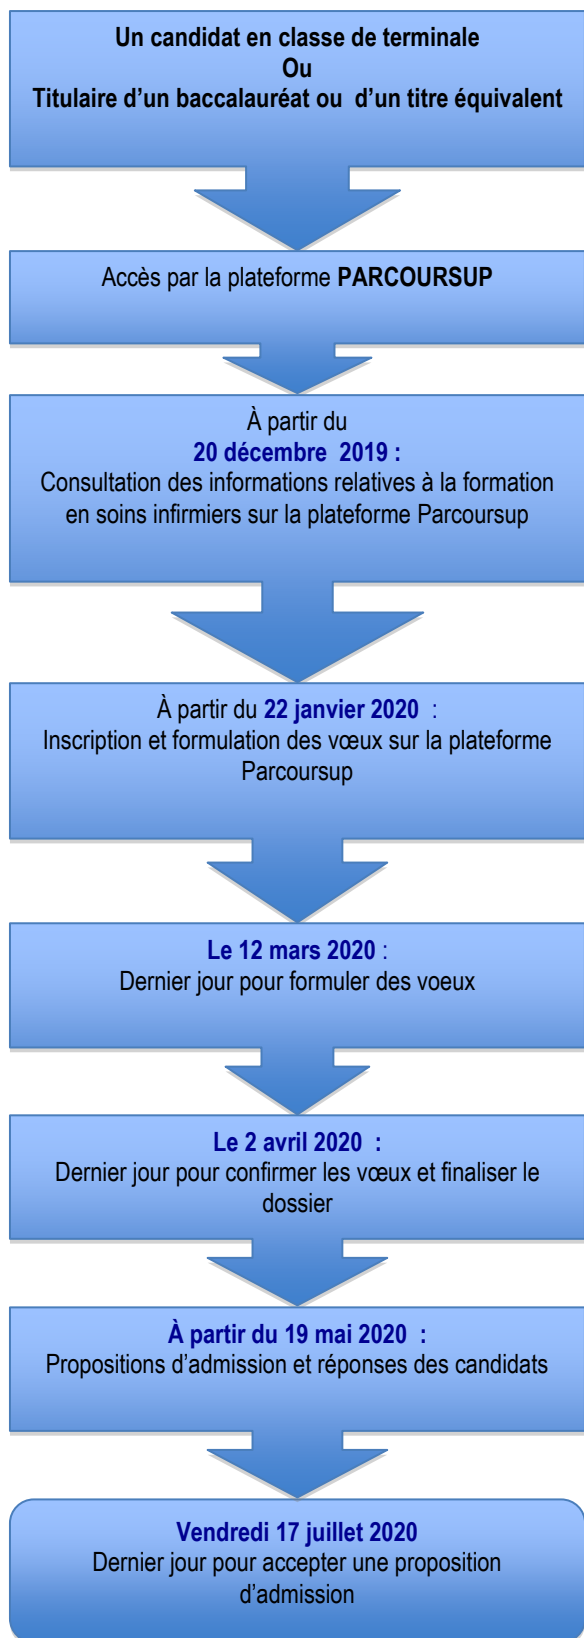 Un candidat en classe de terminale
Ou
Titulaire d’un baccalauréat ou d’un titre équivalent
Accès par la plateforme PARCOURSUP
À partir du
20 décembre 2019 :
Consultation des informations relatives à la formation
en soins infirmiers sur la plateforme Parcoursup
À partir du 22 janvier 2020 :
Inscription et formulation des vœux sur la plateforme
Parcoursup
Le 12 mars 2020 :
Dernier jour pour formuler des voeux
Le 2 avril 2020 :
Dernier jour pour confirmer les vœux et finaliser le
dossier
À partir du 19 mai 2020 :
Propositions d’admission et réponses des candidats
Vendredi 17 juillet 2020
Dernier jour pour accepter une proposition
d’admission